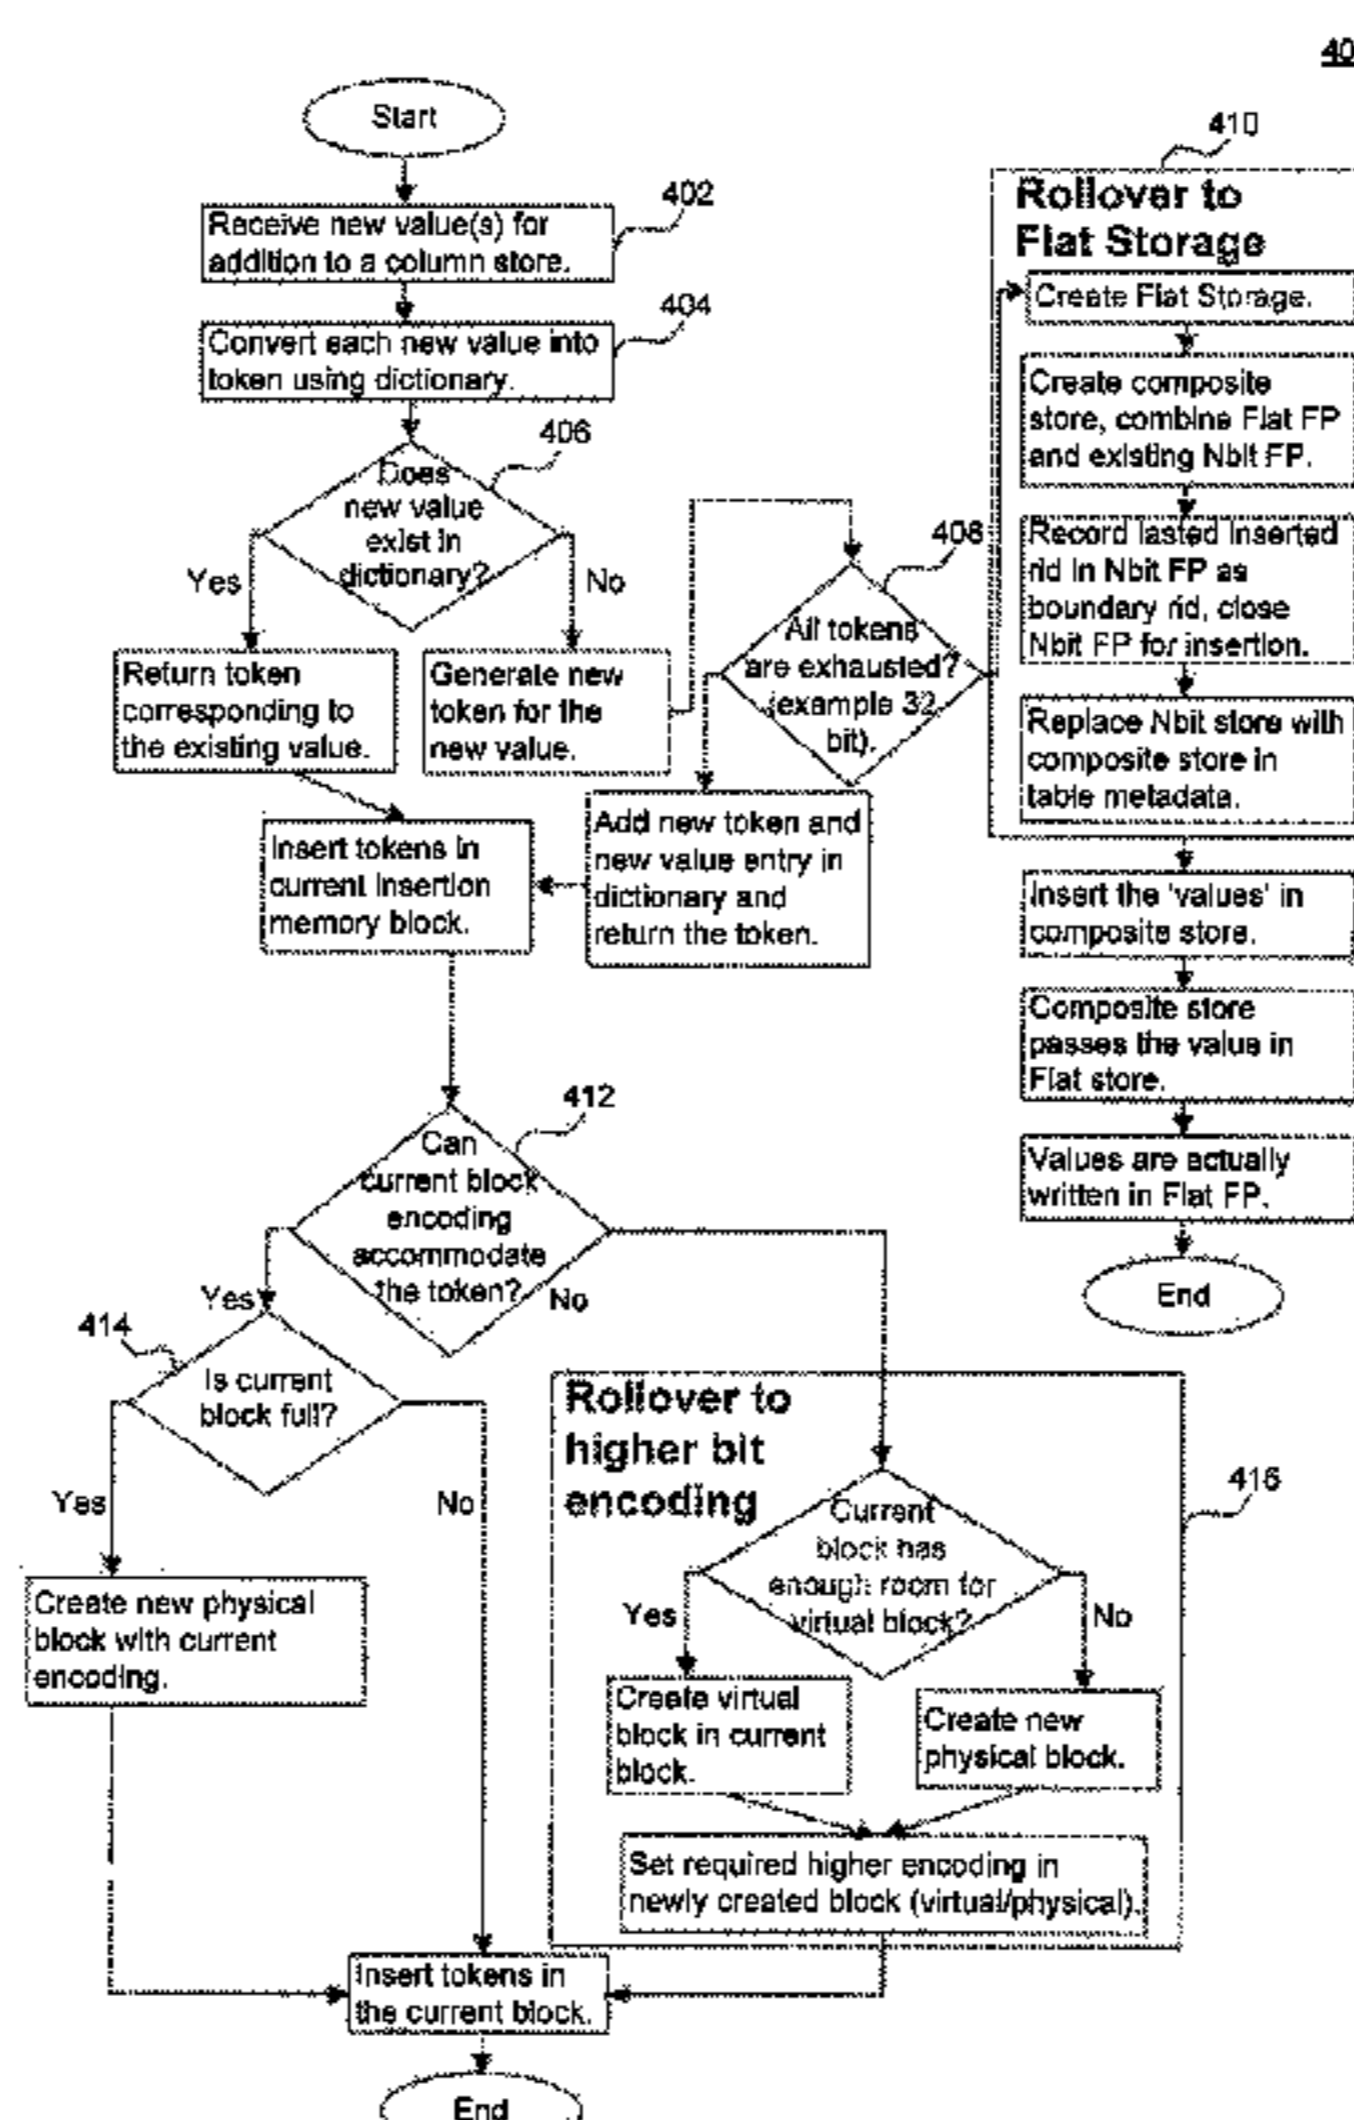 40
Start
402
Receive new value(s) for
addition to a column store.
404
Convert each new value into
token using dictionary.
406
Does
new value
exist in
dictionary?
Yes
No
Return token
corresponding to
the existing value.
Generate new
token for the
new value.
408
All tokens
are exhausted?
(example 32
bit).
Insert tokens in
current insertion
memory block.
Add new token and
new value entry in
dictionary and
return the token.
410
Rollover to
Flat Storage
Create Flat Storage.
Create composite
store, combine Flat FP
and existing Nbit FP.
Record lasted inserted
rid in Nbit FP as
boundary rid, close
Nbit FP for insertion.
Replace Nbit store with
composite store in
table metadata.
Insert the 'values' in
composite store.
Composite store
passes the value in
Flat store.
Values are actually
written in Flat FP.
End
412
Can
current block
encoding
accommodate
the token?
Yes
No
414
Is current
block full?
Yes
No
Create new physical
block with current
encoding.
416
Rollover to
higher bit
encoding
Current
block has
enough room for
virtual block?
Yes
No
Create virtual
block in current
block.
Create new
physical block.
Set required higher encoding in
newly created block (virtual/physical).
Insert tokens in
the current block.
End